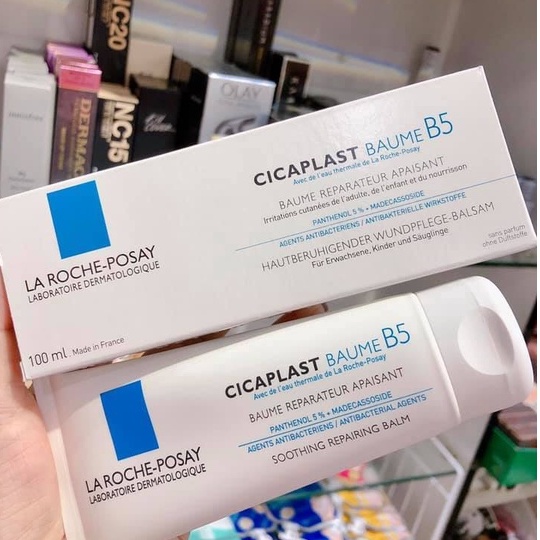 NC20
NC15
DERMA
OLAY
CICAPLAST BAUME B5
Avec de l'eau thermale de La Roche-Posay
BAUME REPARATEUR APAISANT
Irritations cutanées de l'adulte, de l'enfant et du nourrisson
PANTHENOL 5% + MADECASSOSIDE
AGENTS ANTIBACTERIENS / ANTIBAKTERIELLE WIRKSTOFFE
HAUTBERUHIGENDER WUNDPFLEGE-BALSAM
Für Erwachsene, Kinder und Säuglinge
sans parfum
ohne Duftstoffe
LA ROCHE-POSAY
LABORATOIRE DERMATOLOGIQUE
100 ml. Made in France
CICAPLAST BAUME B5
Avec de l'eau thermale de La Roche-Posay
BAUME REPARATEUR APAISANT
PANTHENOL 5% + MADECASSOSIDE
AGENTS ANTIBACTERIENS / ANTIBACTERIAL AGENTS
SOOTHING REPAIRING BALM
LA ROCHE-POSAY
LABORATOIRE DERMATOLOGIQUE